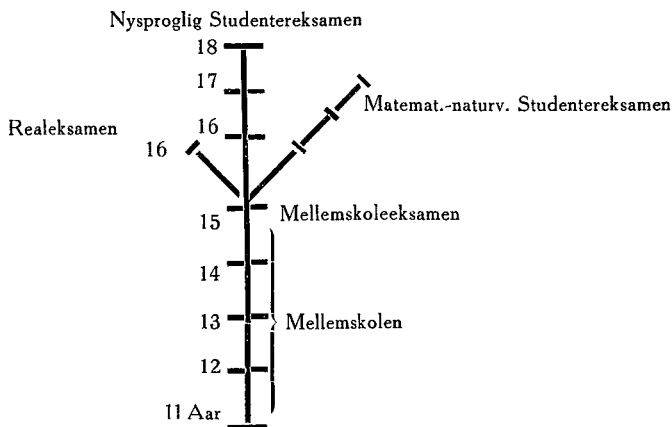 Nysproglig Studentereksamen
18
17
Matemat.-naturv. Studentereksamen
Realeksamen
16
16
15
Mellemskoleeksamen
14
13
Mellemskolen
12
11 Aar